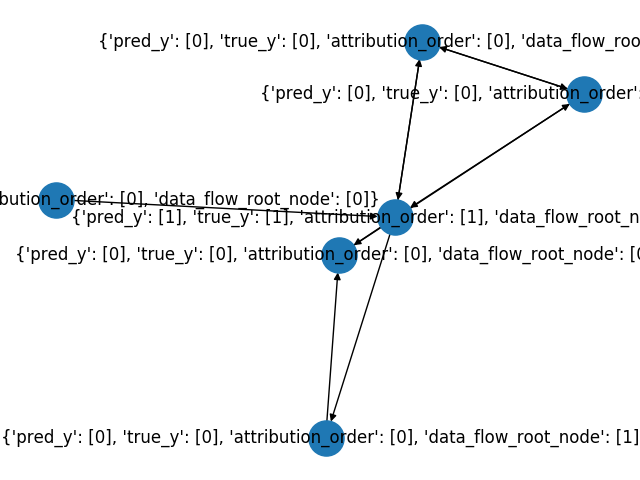 {'pred_y': [0], 'true_y': [0], 'attribution_order': [0], 'data_flow_roo
{'pred_y': [0], 'true_y': [0], 'attribution_order':
bution_order': [0], 'data_flow_root_node': [0]}
{'pred_y': [1], 'true_y': [1], 'attribution_order': [1], 'data_flow_root_n
{'pred_y': [0], 'true_y': [0], 'attribution_order': [0], 'data_flow_root_node': [0
{'pred_y': [0], 'true_y': [0], 'attribution_order': [0], 'data_flow_root_node': [1]